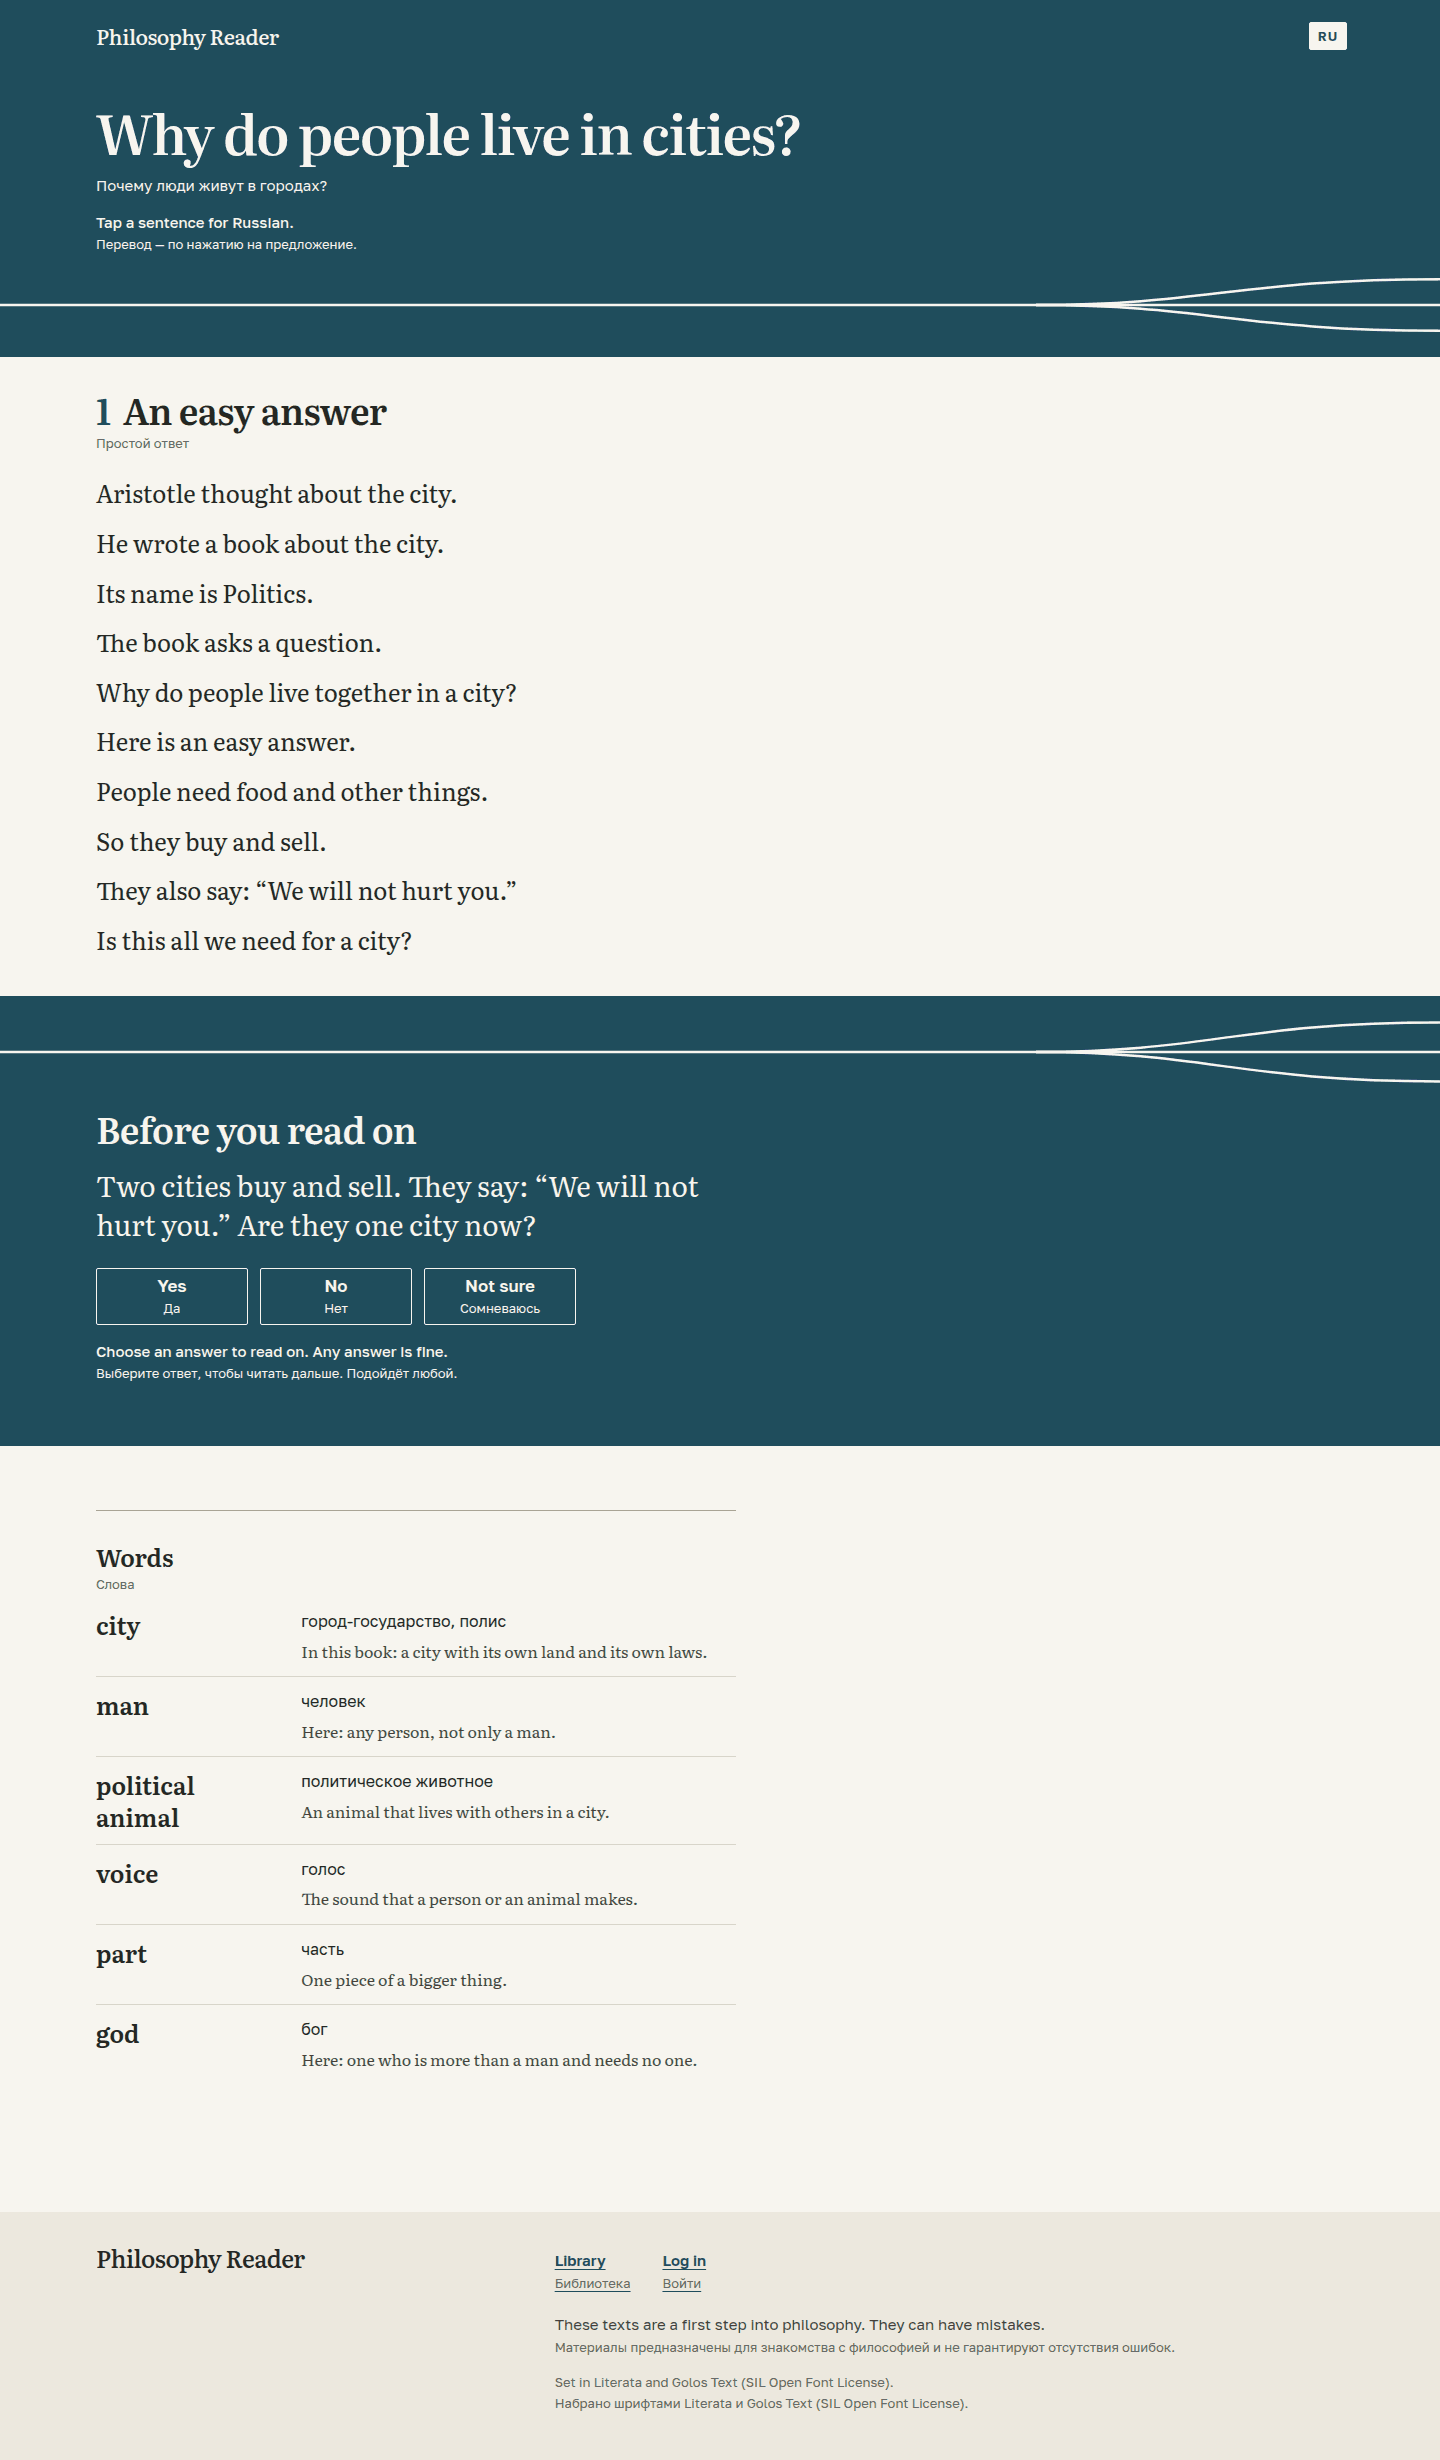 Philosophy Reader
RU
Why do people live in cities?
Почему люди живут в городах?
Tap a sentence for Russian.
Перевод — по нажатию на предложение.
1 An easy answer
Простой ответ
Aristotle thought about the city.
He wrote a book about the city.
Its name is Politics.
The book asks a question.
Why do people live together in a city?
Here is an easy answer.
People need food and other things.
So they buy and sell.
They also say: “We will not hurt you.”
Is this all we need for a city?
Before you read on
Two cities buy and sell. They say: “We will not
hurt you.” Are they one city now?
Yes
Да
No
Нет
Not sure
Сомневаюсь
Choose an answer to read on. Any answer is fine.
Выберите ответ, чтобы читать дальше. Подойдёт любой.
Words
Слова
city
город-государство, полис
In this book: a city with its own land and its own laws.
man
человек
Here: any person, not only a man.
political
animal
политическое животное
An animal that lives with others in a city.
voice
голос
The sound that a person or an animal makes.
part
часть
One piece of a bigger thing.
god
бог
Here: one who is more than a man and needs no one.
Philosophy Reader
Library
Библиотека
Log in
Войти
These texts are a first step into philosophy. They can have mistakes.
Материалы предназначены для знакомства с философией и не гарантируют отсутствия ошибок.
Set in Literata and Golos Text (SIL Open Font License).
Набрано шрифтами Literata и Golos Text (SIL Open Font License).